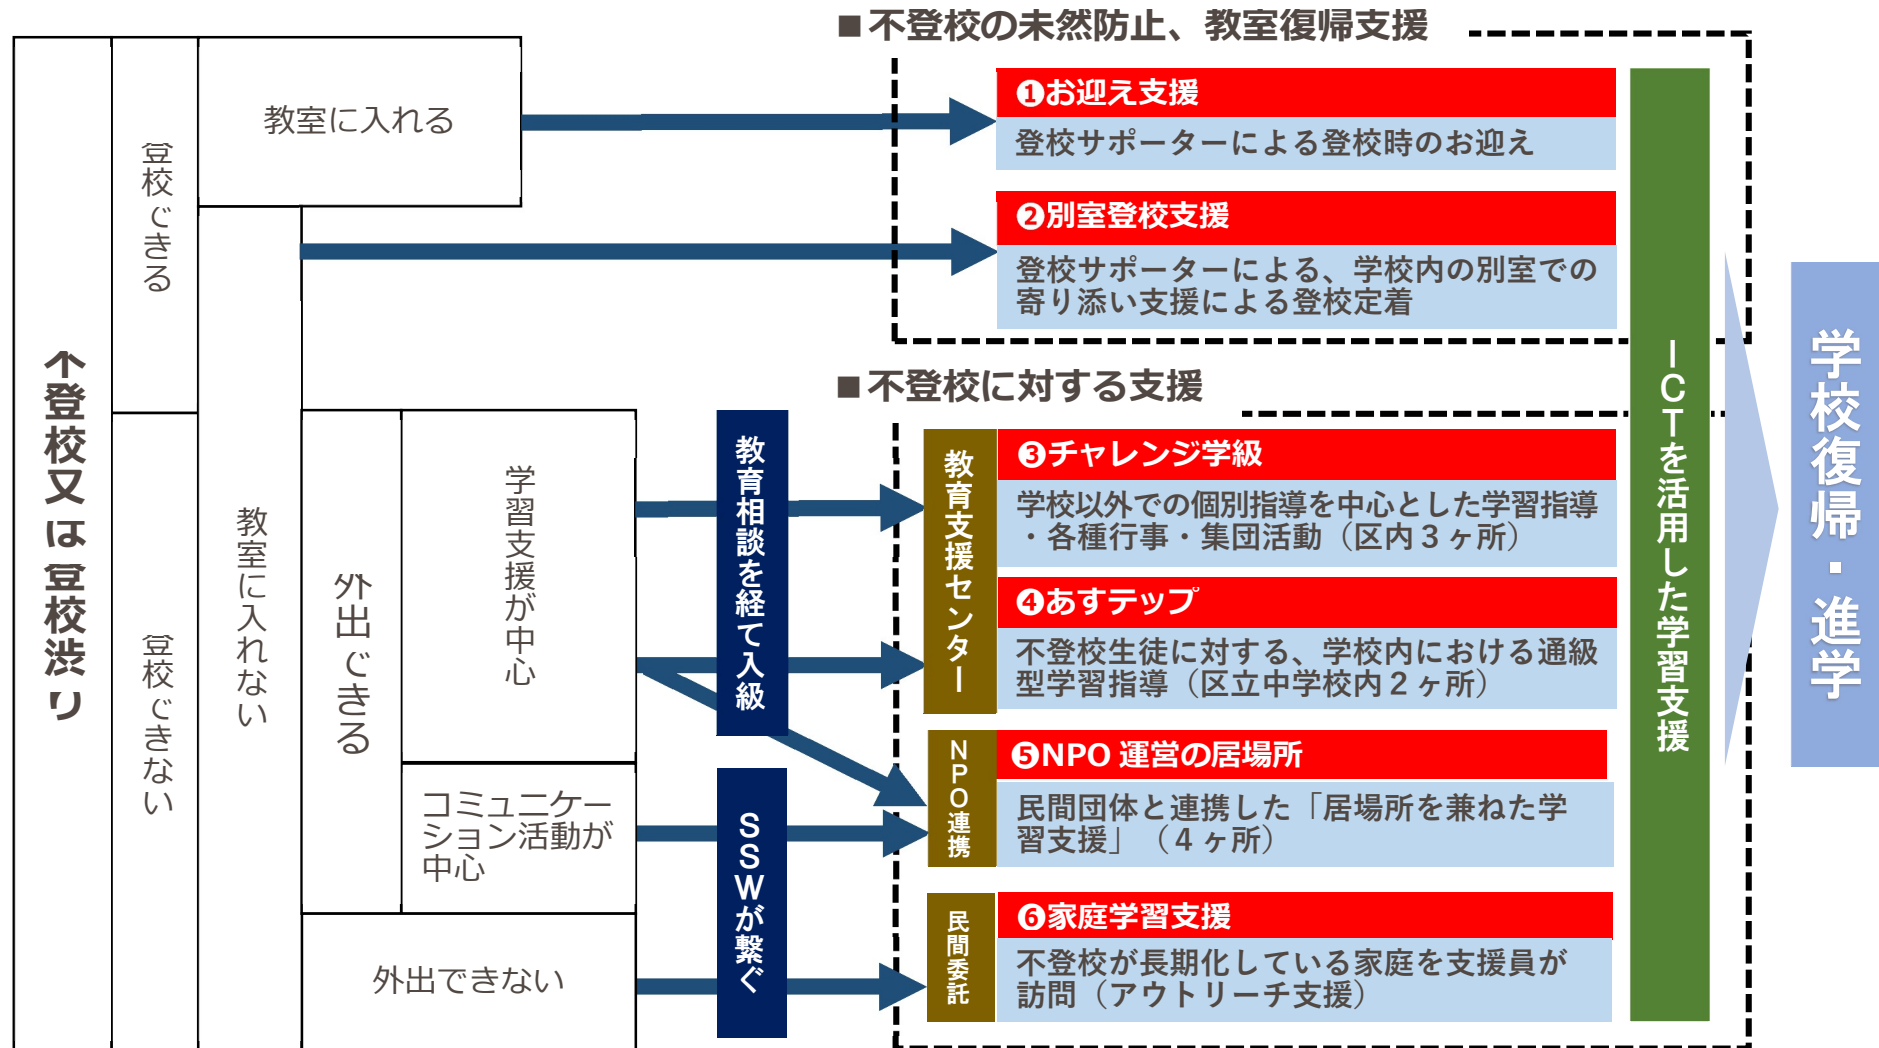 ■不登校の未然防止、教室復帰支援
不登校又は登校渋り
登校できる
登校できない
教室に入れる
教室に入れない
外出できる
外出できない
学習支援が中心
コミュニケー
ション活動が
中心
教育相談を経て入級
SSWが繋ぐ
❶お迎え支援
登校サポーターによる登校時のお迎え
❷別室登校支援
登校サポーターによる、学校内の別室での
寄り添い支援による登校定着
■不登校に対する支援
教育支援センター
❸チャレンジ学級
学校以外での個別指導を中心とした学習指導
・各種行事・集団活動（区内３ヶ所）
❹あすテップ
不登校生徒に対する、学校内における通級
型学習指導（区立中学校内２ヶ所）
NPO連携
❺NPO 運営の居場所
民間団体と連携した「居場所を兼ねた学
習支援」（４ヶ所）
民間委託
❻家庭学習支援
不登校が長期化している家庭を支援員が
訪問（アウトリーチ支援）
ICTを活用した学習支援
学校復帰・進学